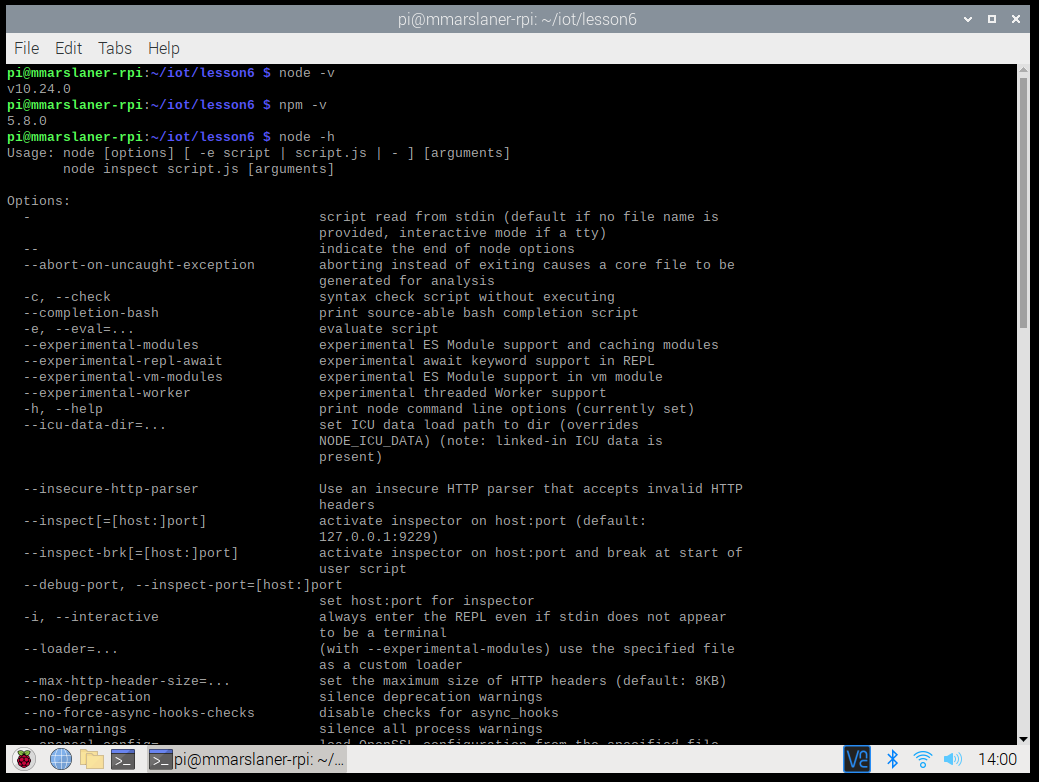 pi@mmarslaner-rpi: ~/iot/lesson6
File Edit Tabs Help
pi@mmarslaner-rpi:~/iot/lesson6 $ node -v
v10.24.0
pi@mmarslaner-rpi:~/iot/lesson6 $ npm -v
5.8.0
pi@mmarslaner-rpi:~/iot/lesson6 $ node -h
Usage: node [options] [ -e script | script.js | - ] [arguments]
       node inspect script.js [arguments]

Options:
  -                                    script read from stdin (default if no file name is
                                       provided, interactive mode if a tty)
  --                                   indicate the end of node options
  --abort-on-uncaught-exception        aborting instead of exiting causes a core file to be
                                       generated for analysis
  -c, --check                          syntax check script without executing
  --completion-bash                    print source-able bash completion script
  -e, --eval=...                       evaluate script
  --experimental-modules               experimental ES Module support and caching modules
  --experimental-repl-await            experimental await keyword support in REPL
  --experimental-vm-modules            experimental ES Module support in vm module
  --experimental-worker                experimental threaded Worker support
  -h, --help                           print node command line options (currently set)
  --icu-data-dir=...                   set ICU data load path to dir (overrides
                                       NODE_ICU_DATA) (note: linked-in ICU data is
                                       present)

  --insecure-http-parser               Use an insecure HTTP parser that accepts invalid HTTP
                                       headers
  --inspect[=[host:]port]              activate inspector on host:port (default:
                                       127.0.0.1:9229)
  --inspect-brk[=[host:]port]          activate inspector on host:port and break at start of
                                       user script
  --debug-port, --inspect-port=[host:]port
                                       set host:port for inspector
  -i, --interactive                    always enter the REPL even if stdin does not appear
                                       to be a terminal
  --loader=...                         (with --experimental-modules) use the specified file
                                       as a custom loader
  --max-http-header-size=...           set the maximum size of HTTP headers (default: 8KB)
  --no-deprecation                     silence deprecation warnings
  --no-force-async-hooks-checks        disable checks for async_hooks
  --no-warnings                        silence all process warnings
  --openssl-config=                    load OpenSSL configuration from the specified file
pi@mmarslaner-rpi: ~/... V2 14:00